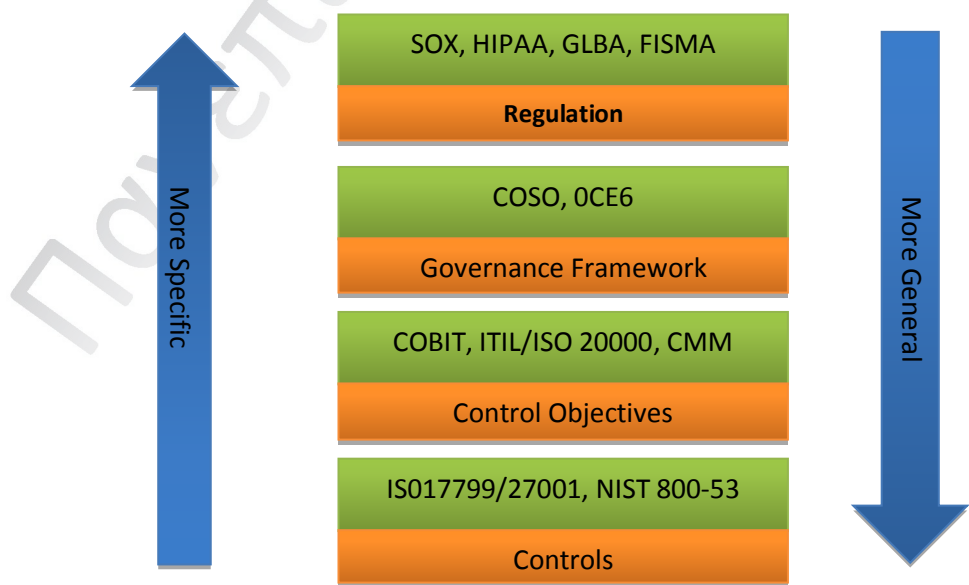 SOX, HIPAA, GLBA, FISMA
Regulation
COSO, 0CE6
Governance Framework
COBIT, ITIL/ISO 20000, CMM
Control Objectives
IS017799/27001, NIST 800-53
Controls
More Specific
More General